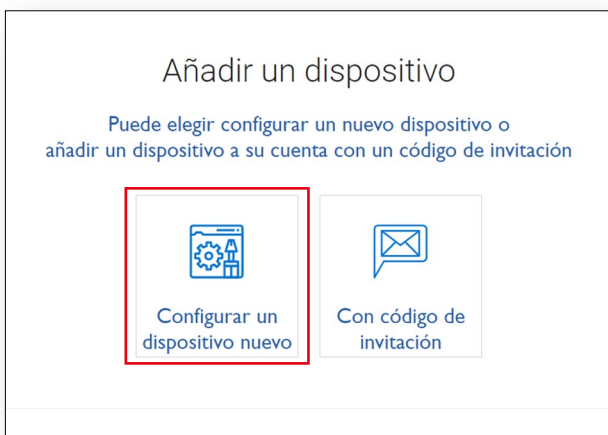 Añadir un dispositivo
Puede elegir configurar un nuevo dispositivo o
añadir un dispositivo a su cuenta con un código de invitación
Configurar un
dispositivo nuevo
Con código de
invitación